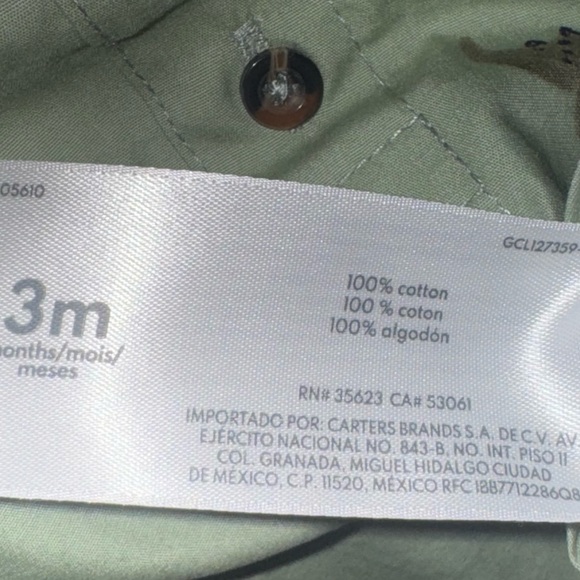 05610
GCLI27359-
3m
onths/mois/
meses
100% cotton
100 % coton
100% algodón
RN# 35623 CA# 53061
IMPORTADO POR: CARTERS BRANDS S.A. DE C.V. AV.
EJÉRCITO NACIONAL NO. 843-B, NO. INT. PISO 11
COL. GRANADA, MIGUEL HIDALGO CIUDAD
DE MÉXICO, C.P. 11520, MÉXICO RFC